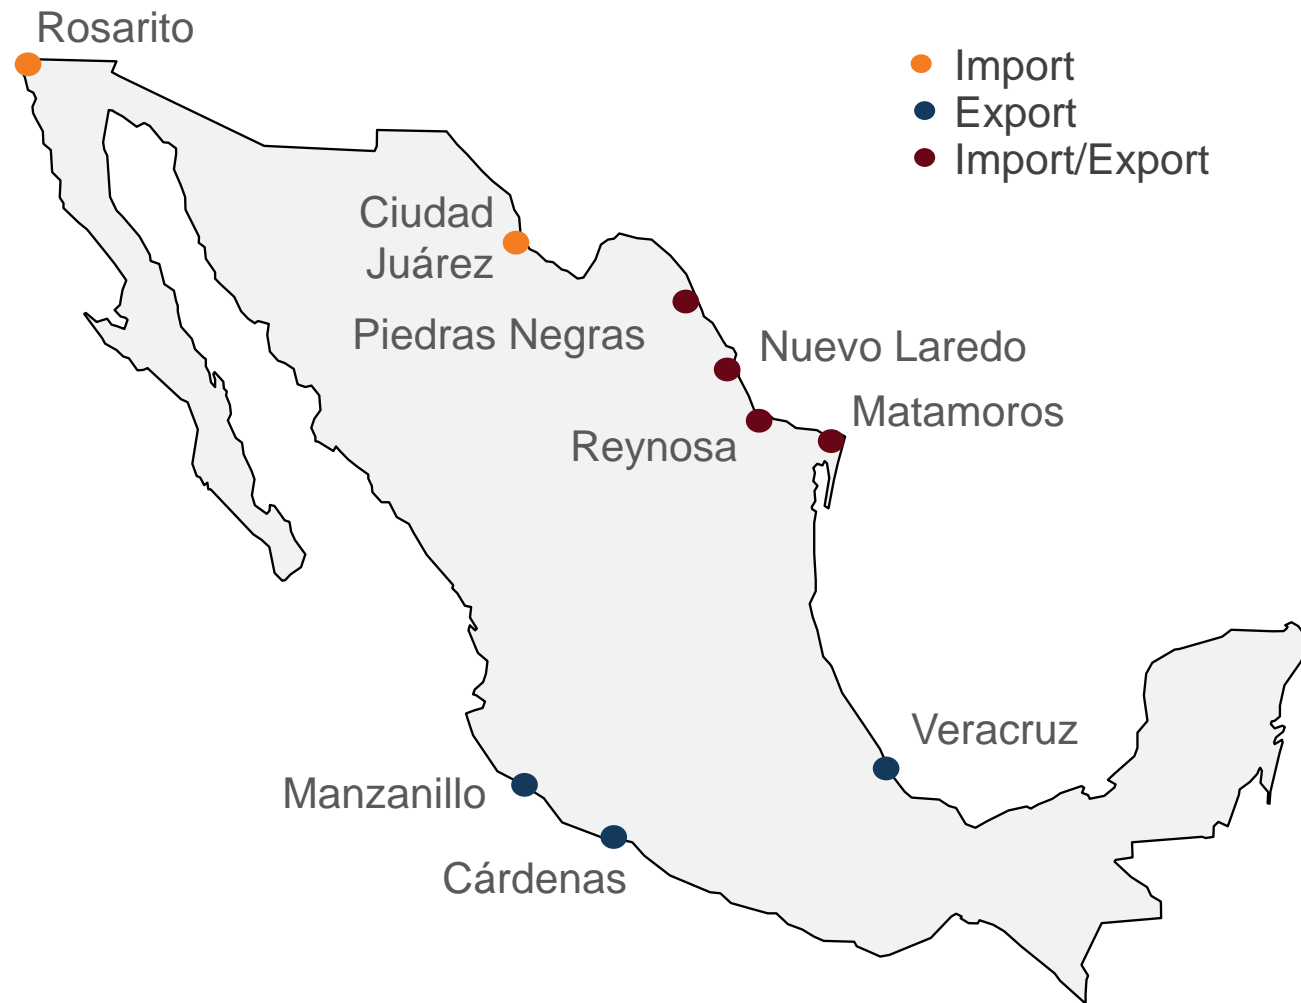 Rosarito
Import
Export
Import/Export
Ciudad
Juárez
Piedras Negras
Nuevo Laredo
Matamoros
Reynosa
Veracruz
Manzanillo
Cárdenas